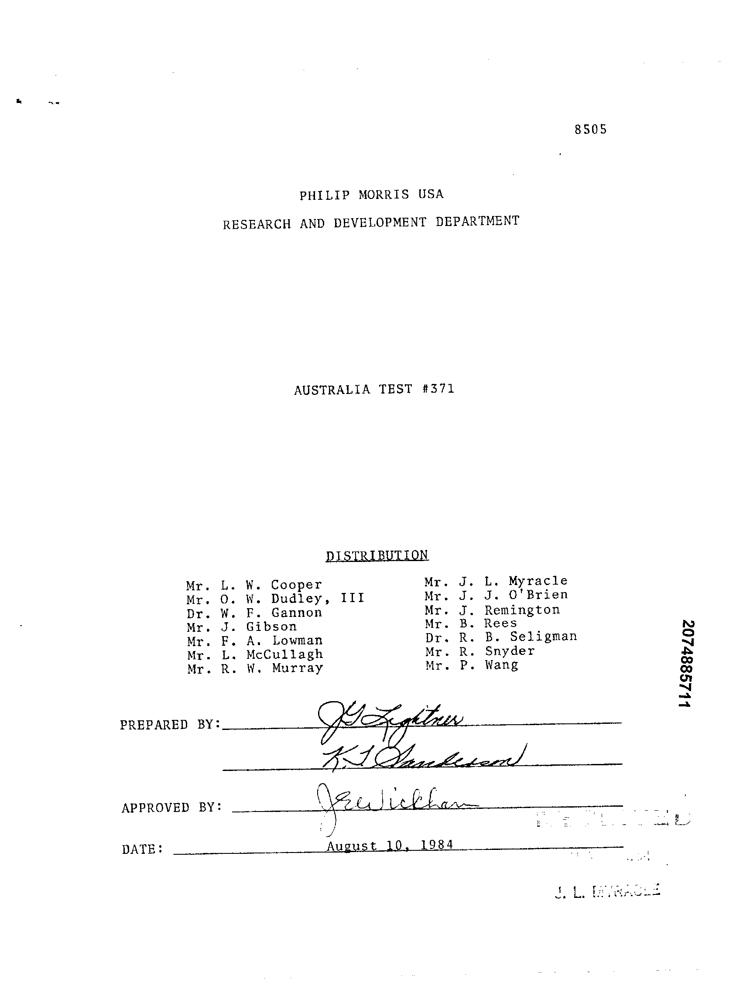 8505
PHILIP MORRIS USA
RESEARCH AND DEVELOPMENT DEPARTMENT
AUSTRALIA TEST #371
DISTRIBUTION
Mr. L. W. Cooper
Mr. O. W. Dudley, III
Dr. W. F. Gannon
Mr. J. Gibson
Mr. F. A. Lowman
Mr. L. McCullagh
Mr. R. W. Murray
Mr. J. L. Myracle
Mr. J. J. O'Brien
Mr. J. Remington
Mr. B. Rees
Dr. R. B. Seligman
Mr. R. Snyder
Mr. P. Wang
2074885711
PREPARED BY: JG Lightner
K J Sanderson
APPROVED BY: J E Wickham
DATE: August 10, 1984
J. L. MYRACLE